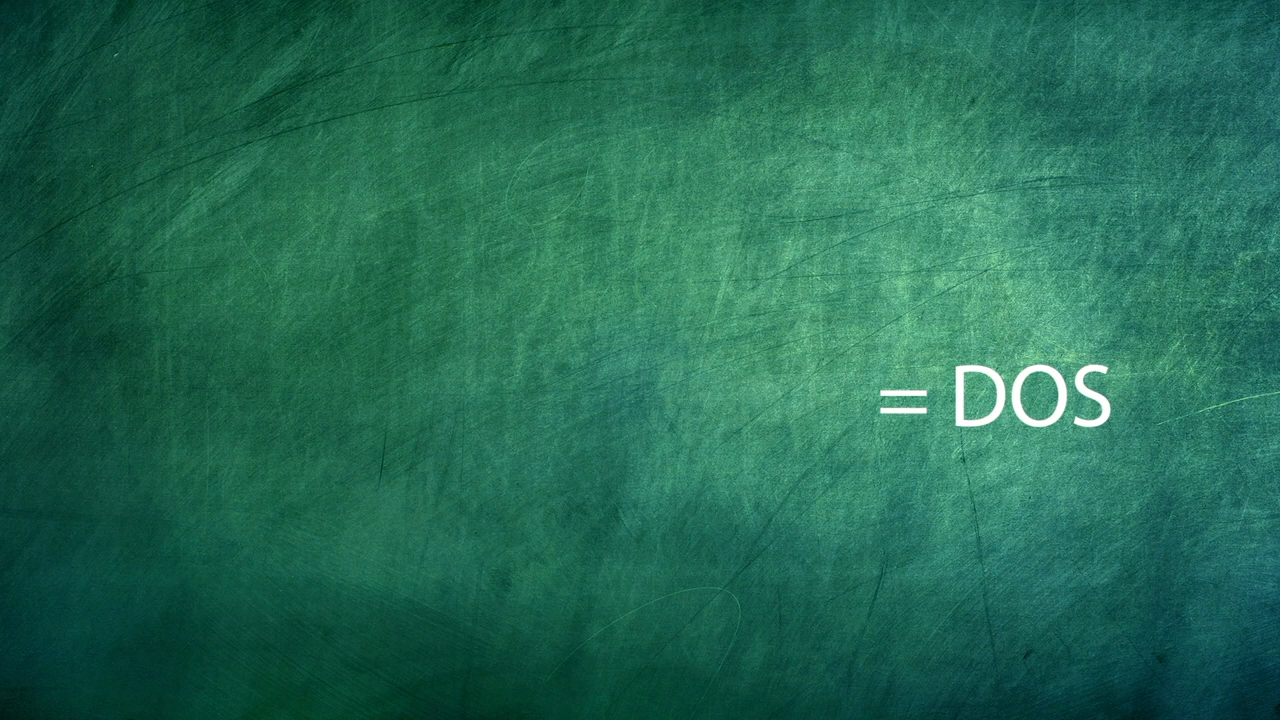 = DOS